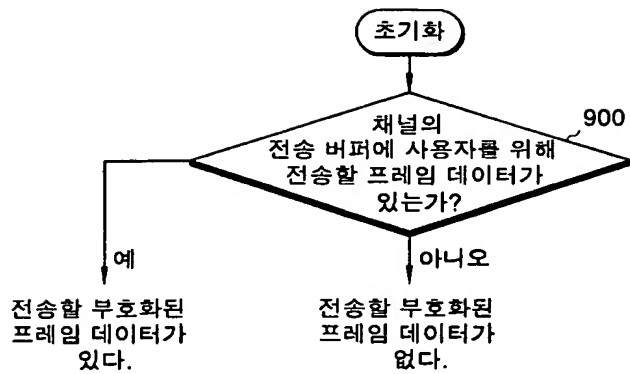 초기화
900
채널의
전송 버퍼에 사용자를 위해
전송할 프레임 데이터가
있는가?
예
아니오
전송할 부호화된
프레임 데이터가
있다.
전송할 부호화된
프레임 데이터가
없다.